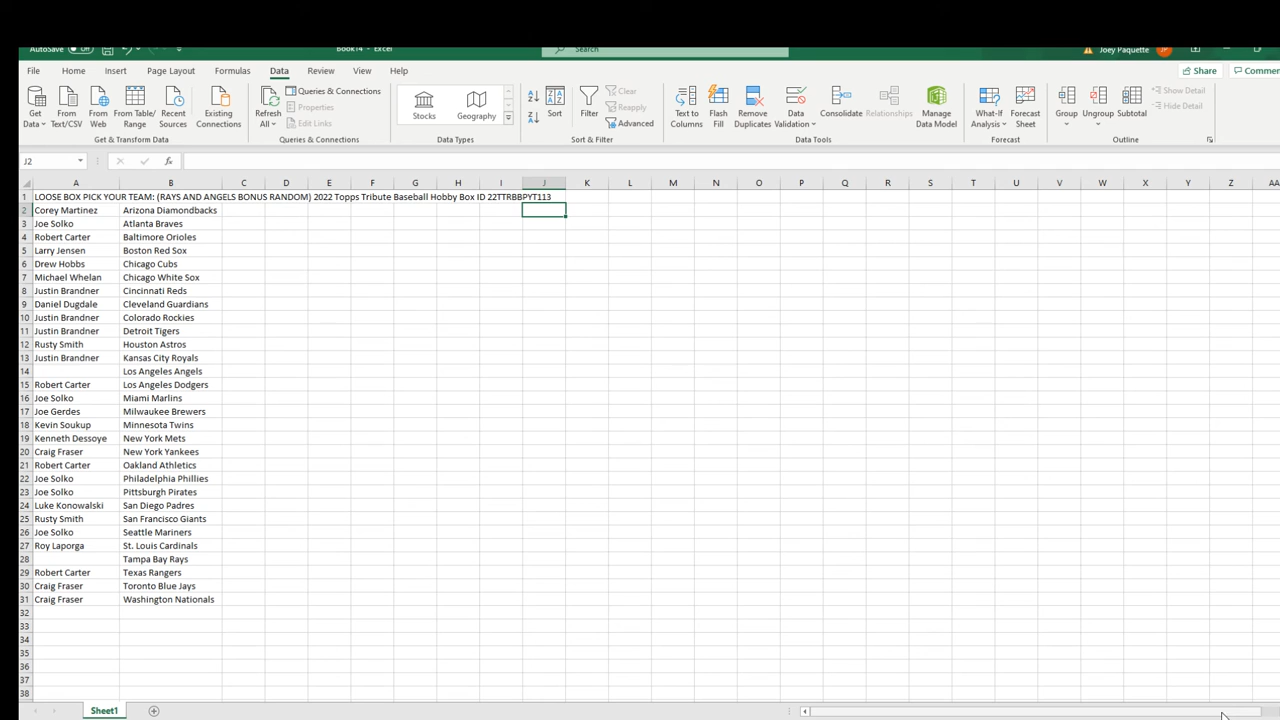 AutoSave Off Book14 - Excel Search Joey Paquette
File Home Insert Page Layout Formulas Data Review View Help Share Comme
Get Data From Text/CSV From Web From Table/Range Recent Sources Existing Connections Refresh All Queries & Connections Properties Edit Links Stocks Geography Sort Filter Clear Reapply Advanced Text to Columns Flash Fill Remove Duplicates Data Validation Consolidate Relationships Manage Data Model What-If Analysis Forecast Sheet Group Ungroup Subtotal Show Detail Hide Detail
Get & Transform Data Queries & Connections Data Types Sort & Filter Data Tools Forecast Outline
J2 fx
A B C D E F G H I J K L M N O P Q R S T U V W X Y Z AA
1 LOOSE BOX PICK YOUR TEAM: (RAYS AND ANGELS BONUS RANDOM) 2022 Topps Tribute Baseball Hobby Box ID 22TTRBBPYT113
2 Corey Martinez Arizona Diamondbacks
3 Joe Solko Atlanta Braves
4 Robert Carter Baltimore Orioles
5 Larry Jensen Boston Red Sox
6 Drew Hobbs Chicago Cubs
7 Michael Whelan Chicago White Sox
8 Justin Brandner Cincinnati Reds
9 Daniel Dugdale Cleveland Guardians
10 Justin Brandner Colorado Rockies
11 Justin Brandner Detroit Tigers
12 Rusty Smith Houston Astros
13 Justin Brandner Kansas City Royals
14 Los Angeles Angels
15 Robert Carter Los Angeles Dodgers
16 Joe Solko Miami Marlins
17 Joe Gerdes Milwaukee Brewers
18 Kevin Soukup Minnesota Twins
19 Kenneth Dessoye New York Mets
20 Craig Fraser New York Yankees
21 Robert Carter Oakland Athletics
22 Joe Solko Philadelphia Phillies
23 Joe Solko Pittsburgh Pirates
24 Luke Konowalski San Diego Padres
25 Rusty Smith San Francisco Giants
26 Joe Solko Seattle Mariners
27 Roy Laporga St. Louis Cardinals
28 Tampa Bay Rays
29 Robert Carter Texas Rangers
30 Craig Fraser Toronto Blue Jays
31 Craig Fraser Washington Nationals
32
33
34
35
36
37
38
Sheet1